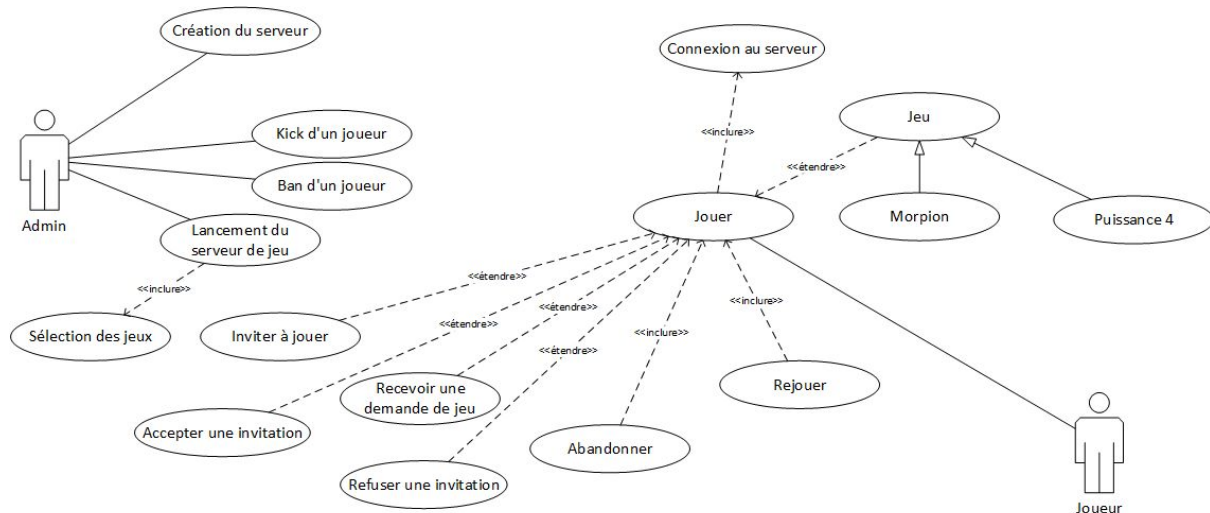 Création du serveur
Connexion au serveur
Jeu
Kick d'un joueur
<<inclure>>
<<étendre>>
Ban d'un joueur
Admin
Jouer
Morpion
Puissance 4
Lancement du
serveur de jeu
<<étendre>>
<<inclure>>
<<étendre>>
<<étendre>>
<<inclure>>
<<inclure>>
Sélection des jeux
Inviter à jouer
<<étendre>>
Recevoir une
demande de jeu
Rejouer
Accepter une invitation
Abandonner
Refuser une invitation
Joueur